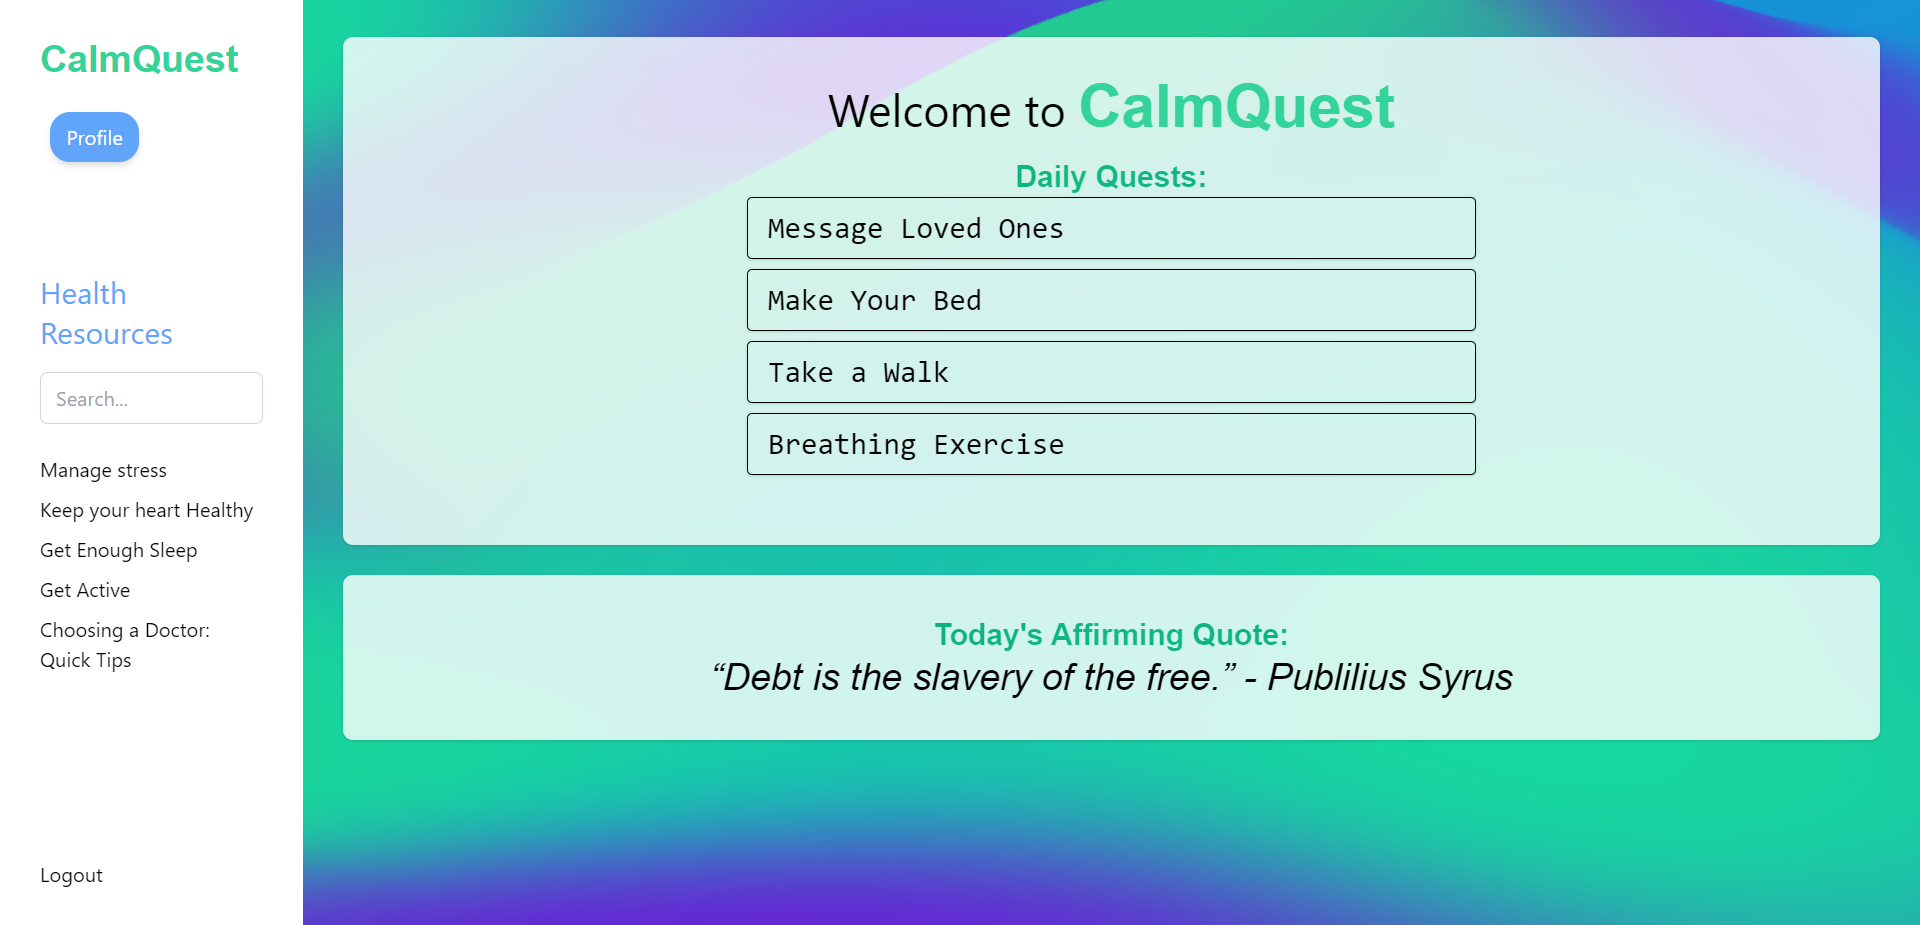 CalmQuest
Profile
Health
Resources
Search...
Manage stress
Keep your heart Healthy
Get Enough Sleep
Get Active
Choosing a Doctor:
Quick Tips
Logout
Welcome to CalmQuest
Daily Quests:
Message Loved Ones
Make Your Bed
Take a Walk
Breathing Exercise
Today's Affirming Quote:
“Debt is the slavery of the free.” - Publilius Syrus